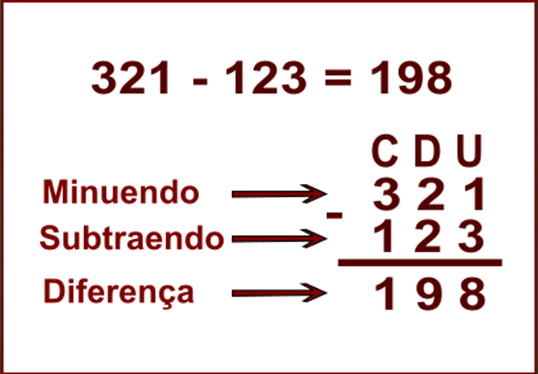 321 - 123 = 198
C D U
Minuendo 3 2 1
-
Subtraendo 1 2 3
Diferença 1 9 8